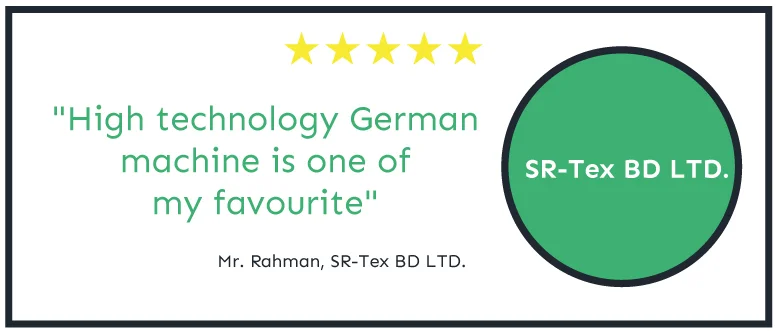 "High technology German
machine is one of
my favourite"
Mr. Rahman, SR-Tex BD LTD.
SR-Tex BD LTD.